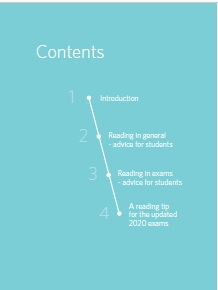 Contents
1 Introduction
2 Reading in general
- advice for students
3 Reading in exams
- advice for students
4 A reading tip
for the updated
2020 exams